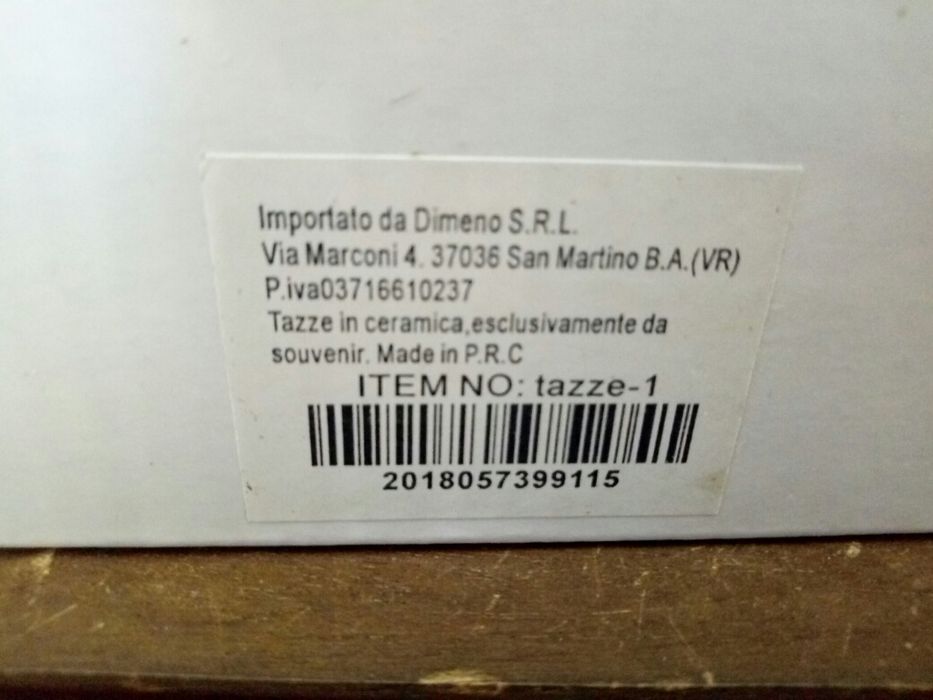 Importato da Dimeno S.R.L.
Via Marconi 4. 37036 San Martino B.A.(VR)
P.iva03716610237
Tazze in ceramica,esclusivamente da
souvenir. Made in P.R.C
ITEM NO: tazze-1
2018057399115